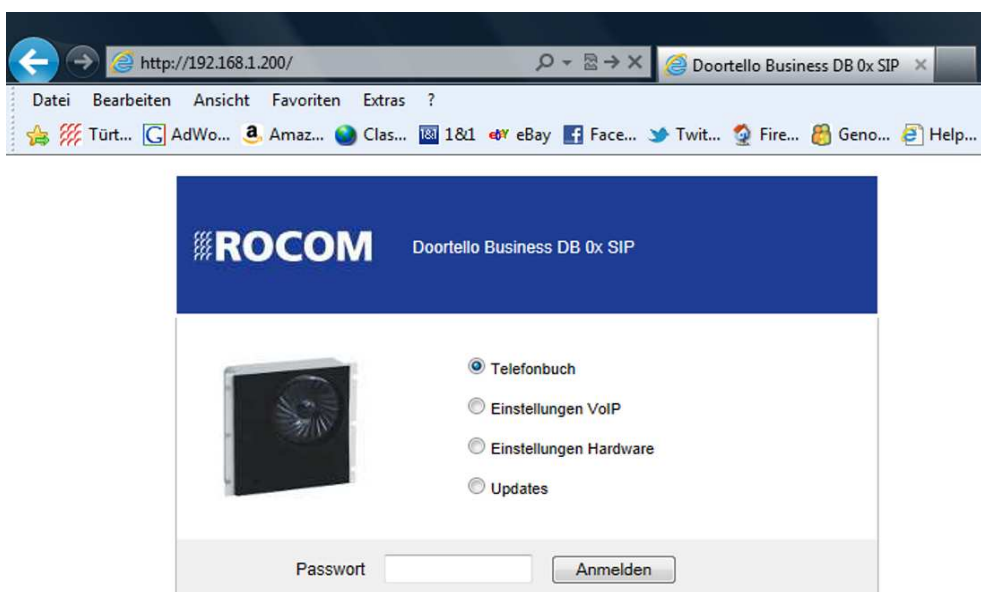 http://192.168.1.200/
Doortello Business DB 0x SIP
Datei Bearbeiten Ansicht Favoriten Extras ?
Türt... AdWo... Amaz... Clas... 1&1 eBay Face... Twit... Fire... Geno... Help...
ROCOM Doortello Business DB 0x SIP
Telefonbuch
Einstellungen VoIP
Einstellungen Hardware
Updates
Passwort Anmelden